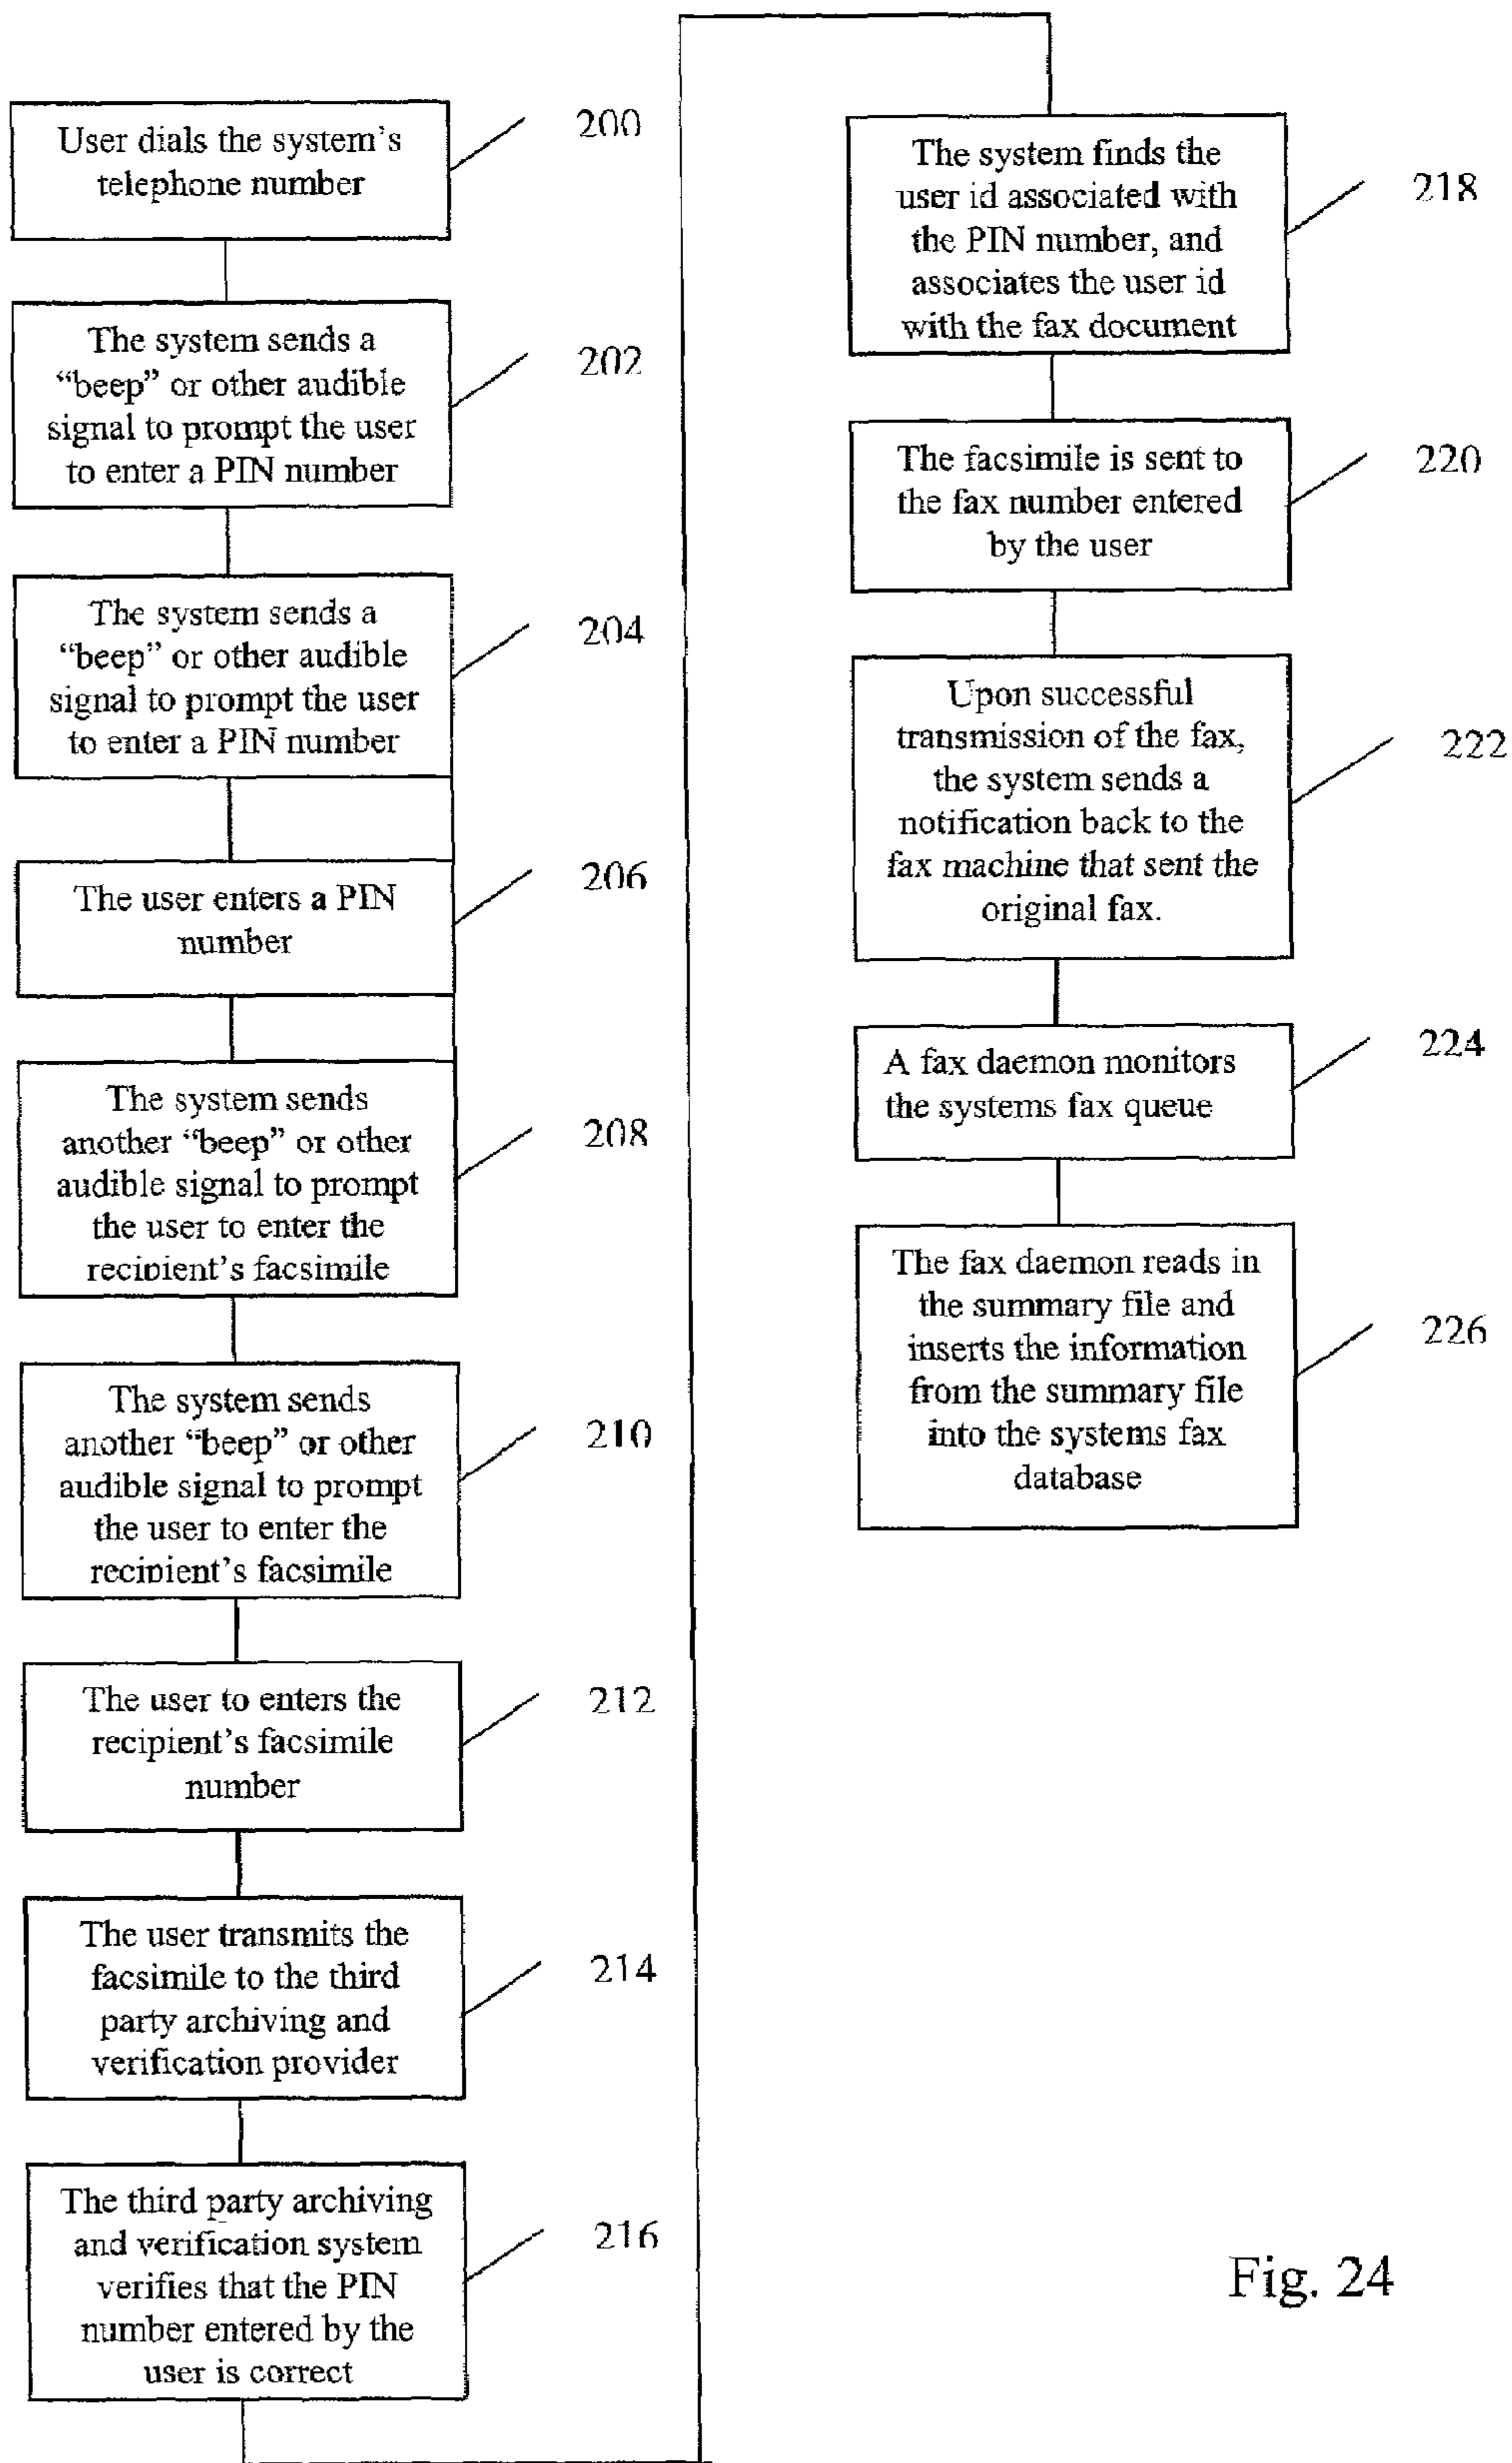 User dials the system's
telephone number
200
The system sends a
“beep” or other audible
signal to prompt the user
to enter a PIN number
202
The system sends a
“beep” or other audible
signal to prompt the user
to enter a PIN number
204
The user enters a PIN
number
206
The system sends
another “beep” or other
audible signal to prompt
the user to enter the
recipient's facsimile
208
The system sends
another “beep” or other
audible signal to prompt
the user to enter the
recipient's facsimile
210
The user to enters the
recipient's facsimile
number
212
The user transmits the
facsimile to the third
party archiving and
verification provider
214
The third party archiving
and verification system
verifies that the PIN
number entered by the
user is correct
216
The system finds the
user id associated with
the PIN number, and
associates the user id
with the fax document
218
The facsimile is sent to
the fax number entered
by the user
220
Upon successful
transmission of the fax,
the system sends a
notification back to the
fax machine that sent the
original fax.
222
A fax daemon monitors
the systems fax queue
224
The fax daemon reads in
the summary file and
inserts the information
from the summary file
into the systems fax
database
226
Fig. 24